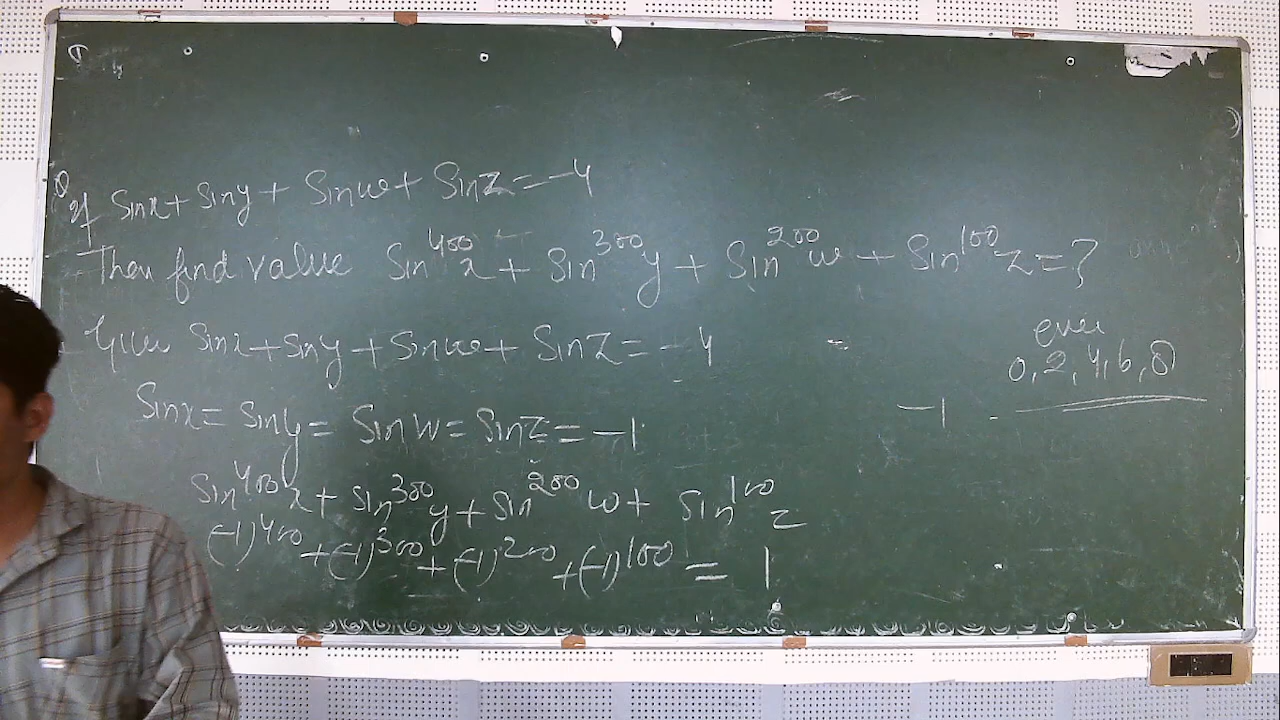 Q If Sinx + Siny + Sinw + Sinz = -4
Then find value Sin^400 x + Sin^300 y + Sin^200 w + Sin^100 z = ?
Given Sinx + Siny + Sinw + Sinz = -4
Sinx = Siny = Sinw = Sinz = -1
Sin^400 x + Sin^300 y + Sin^200 w + Sin^100 z
(-1)^400 + (-1)^300 + (-1)^200 + (-1)^100 = 1
even
0, 2, 4, 6, 8
-1